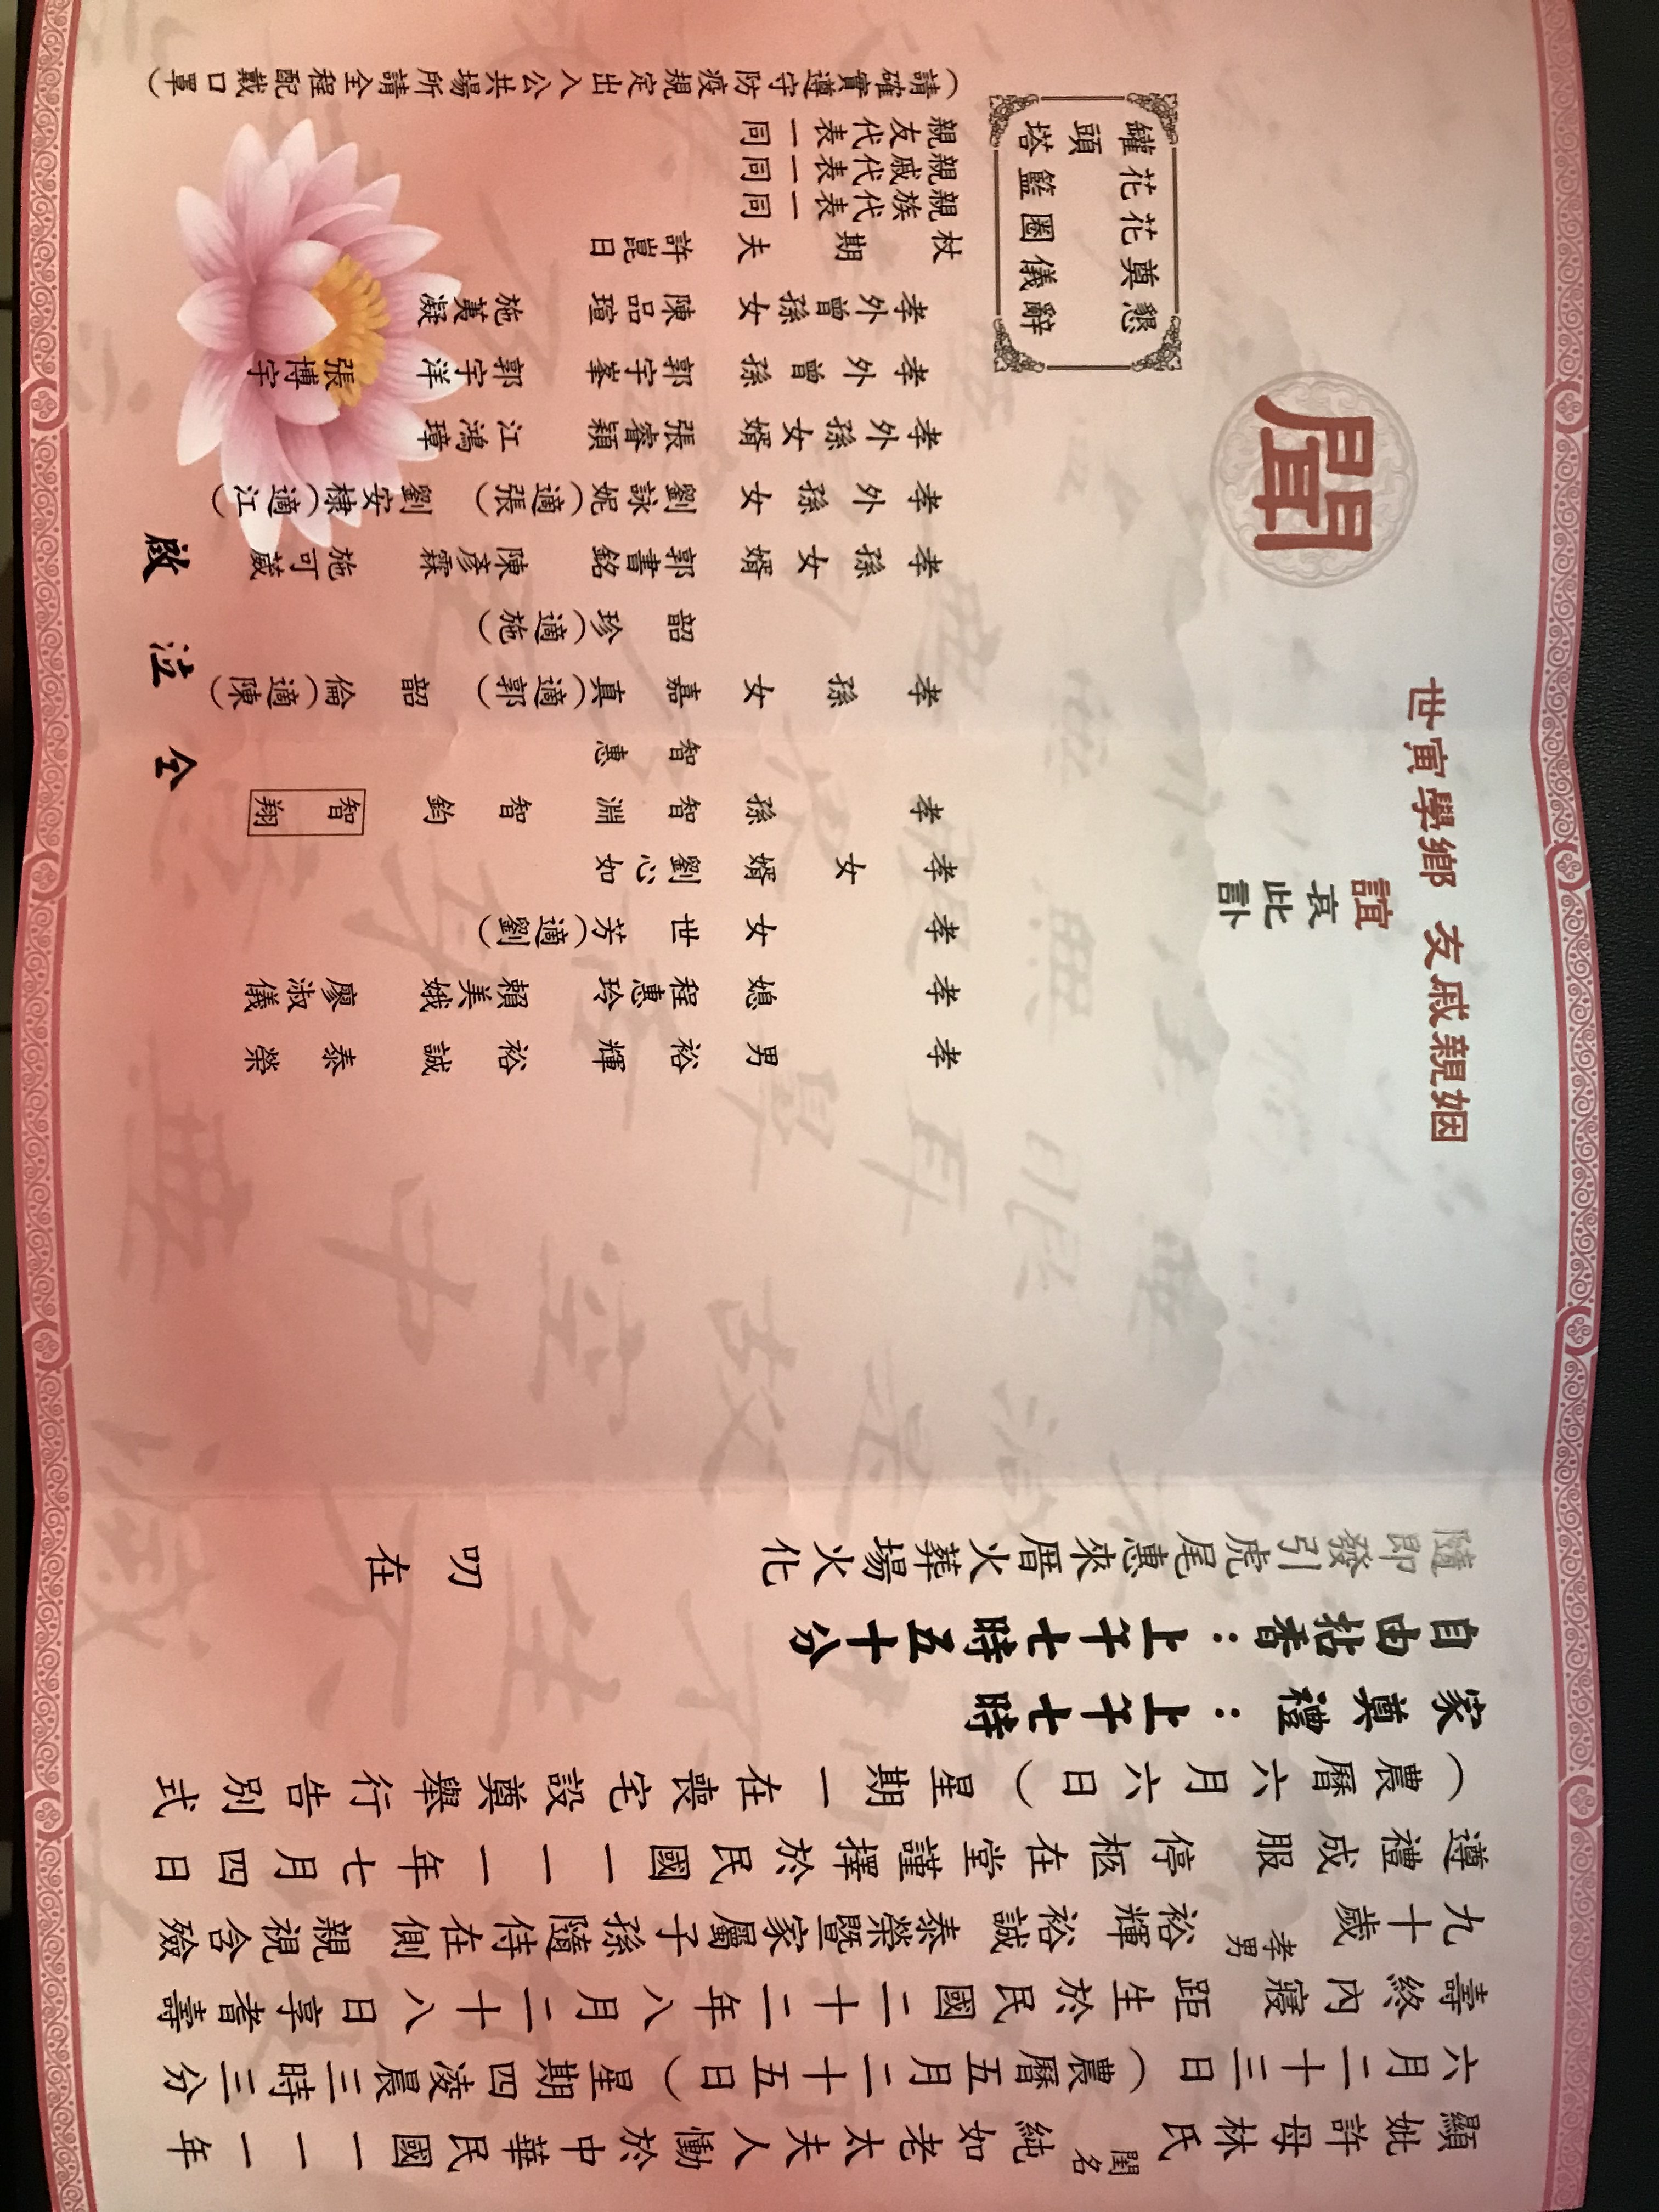 顯妣許母林氏閨名純如老太夫人慟於中華民國一一一年
六月二十三日（農曆五月二十五日）星期四凌晨三時三分
壽終內寢 距生於民國二十二年八月二十八日享耆壽
九十歲 孝男 裕輝 裕誠 泰榮暨家屬子孫隨侍在側 親視含殮
遵禮成服 停柩在堂謹擇於民國一一一年七月四日
（農曆六月六日）星期一在喪宅設奠舉行告別式
家奠禮：上午七時
自由拈香：上午七時五十分
隨即發引虎尾惠來厝火葬場火化
叨在
姻親戚友 鄉學寅世
誼哀此訃
聞
孝男 裕輝 裕誠 泰榮
孝媳 程惠玲 賴美娥 廖淑儀
孝女 世芳（適劉）
孝女婿 劉心如
孝孫 智淵 智鈞 智翔
智惠
孝孫女 嘉真（適郭） 韶倫（適陳）
韶珍（適施）
孝孫女婿 郭書銘 陳彥霖 施可葳
孝外孫女 劉詠妮（適張） 劉安棣（適江）
孝外孫女婿 張睿穎 江鴻璋
孝外曾孫 郭宇峯 郭宇洋 張博宇
孝外曾孫女 陳品瑄 施荑凝
杖期夫 許崑日
親族代表一同
親戚代表一同
親友代表一同
仝泣啟
懇辭
奠儀
花圈
花籃
罐頭塔
（請確實遵守防疫規定出入公共場所請全程配戴口罩）